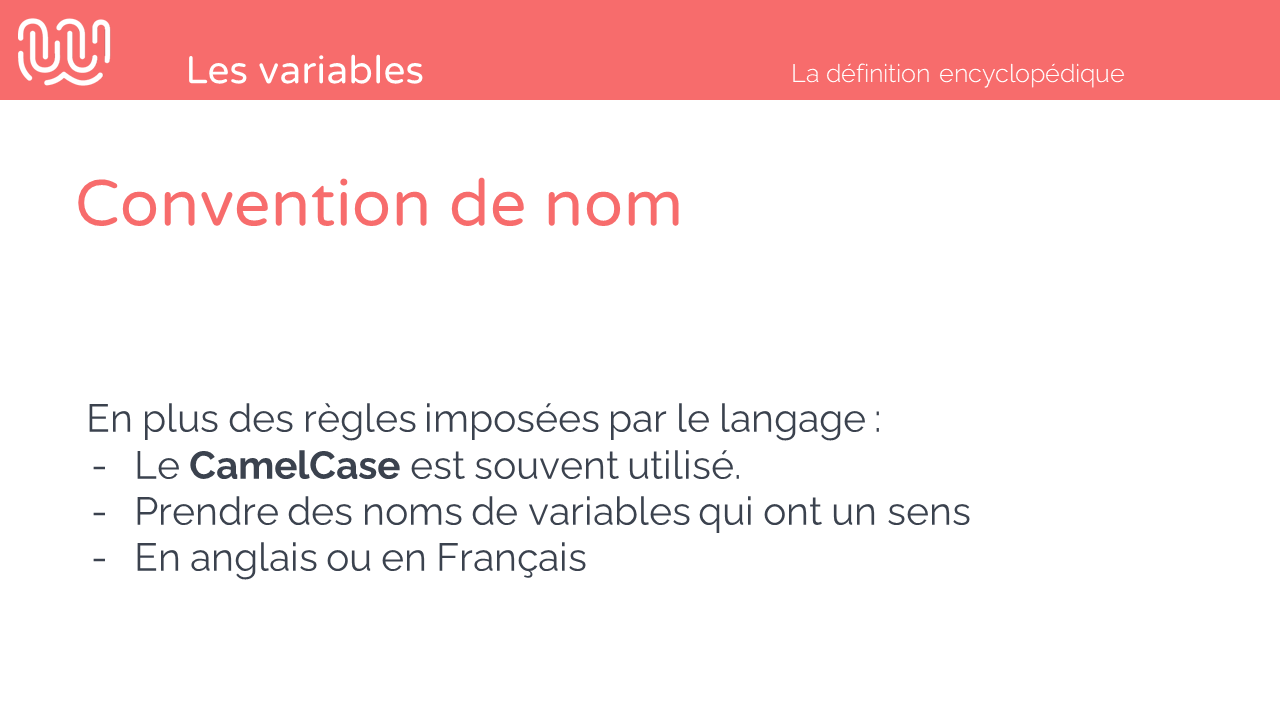 Les variables
La définition encyclopédique
Convention de nom
En plus des règles imposées par le langage :
- Le CamelCase est souvent utilisé.
- Prendre des noms de variables qui ont un sens
- En anglais ou en Français